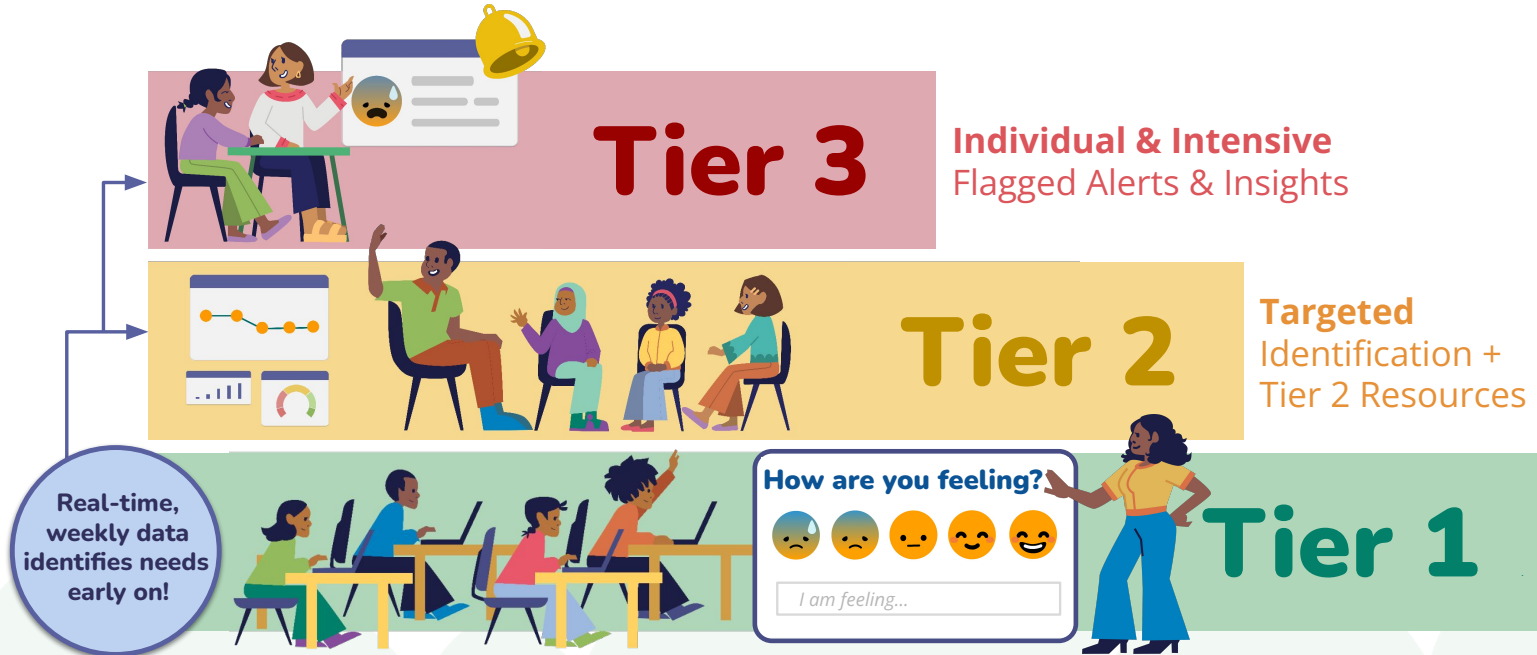 Tier 3
Individual & Intensive
Flagged Alerts & Insights
Tier 2
Targeted
Identification +
Tier 2 Resources
Real-time,
weekly data
identifies needs
early on!
How are you feeling?
I am feeling...
Tier 1